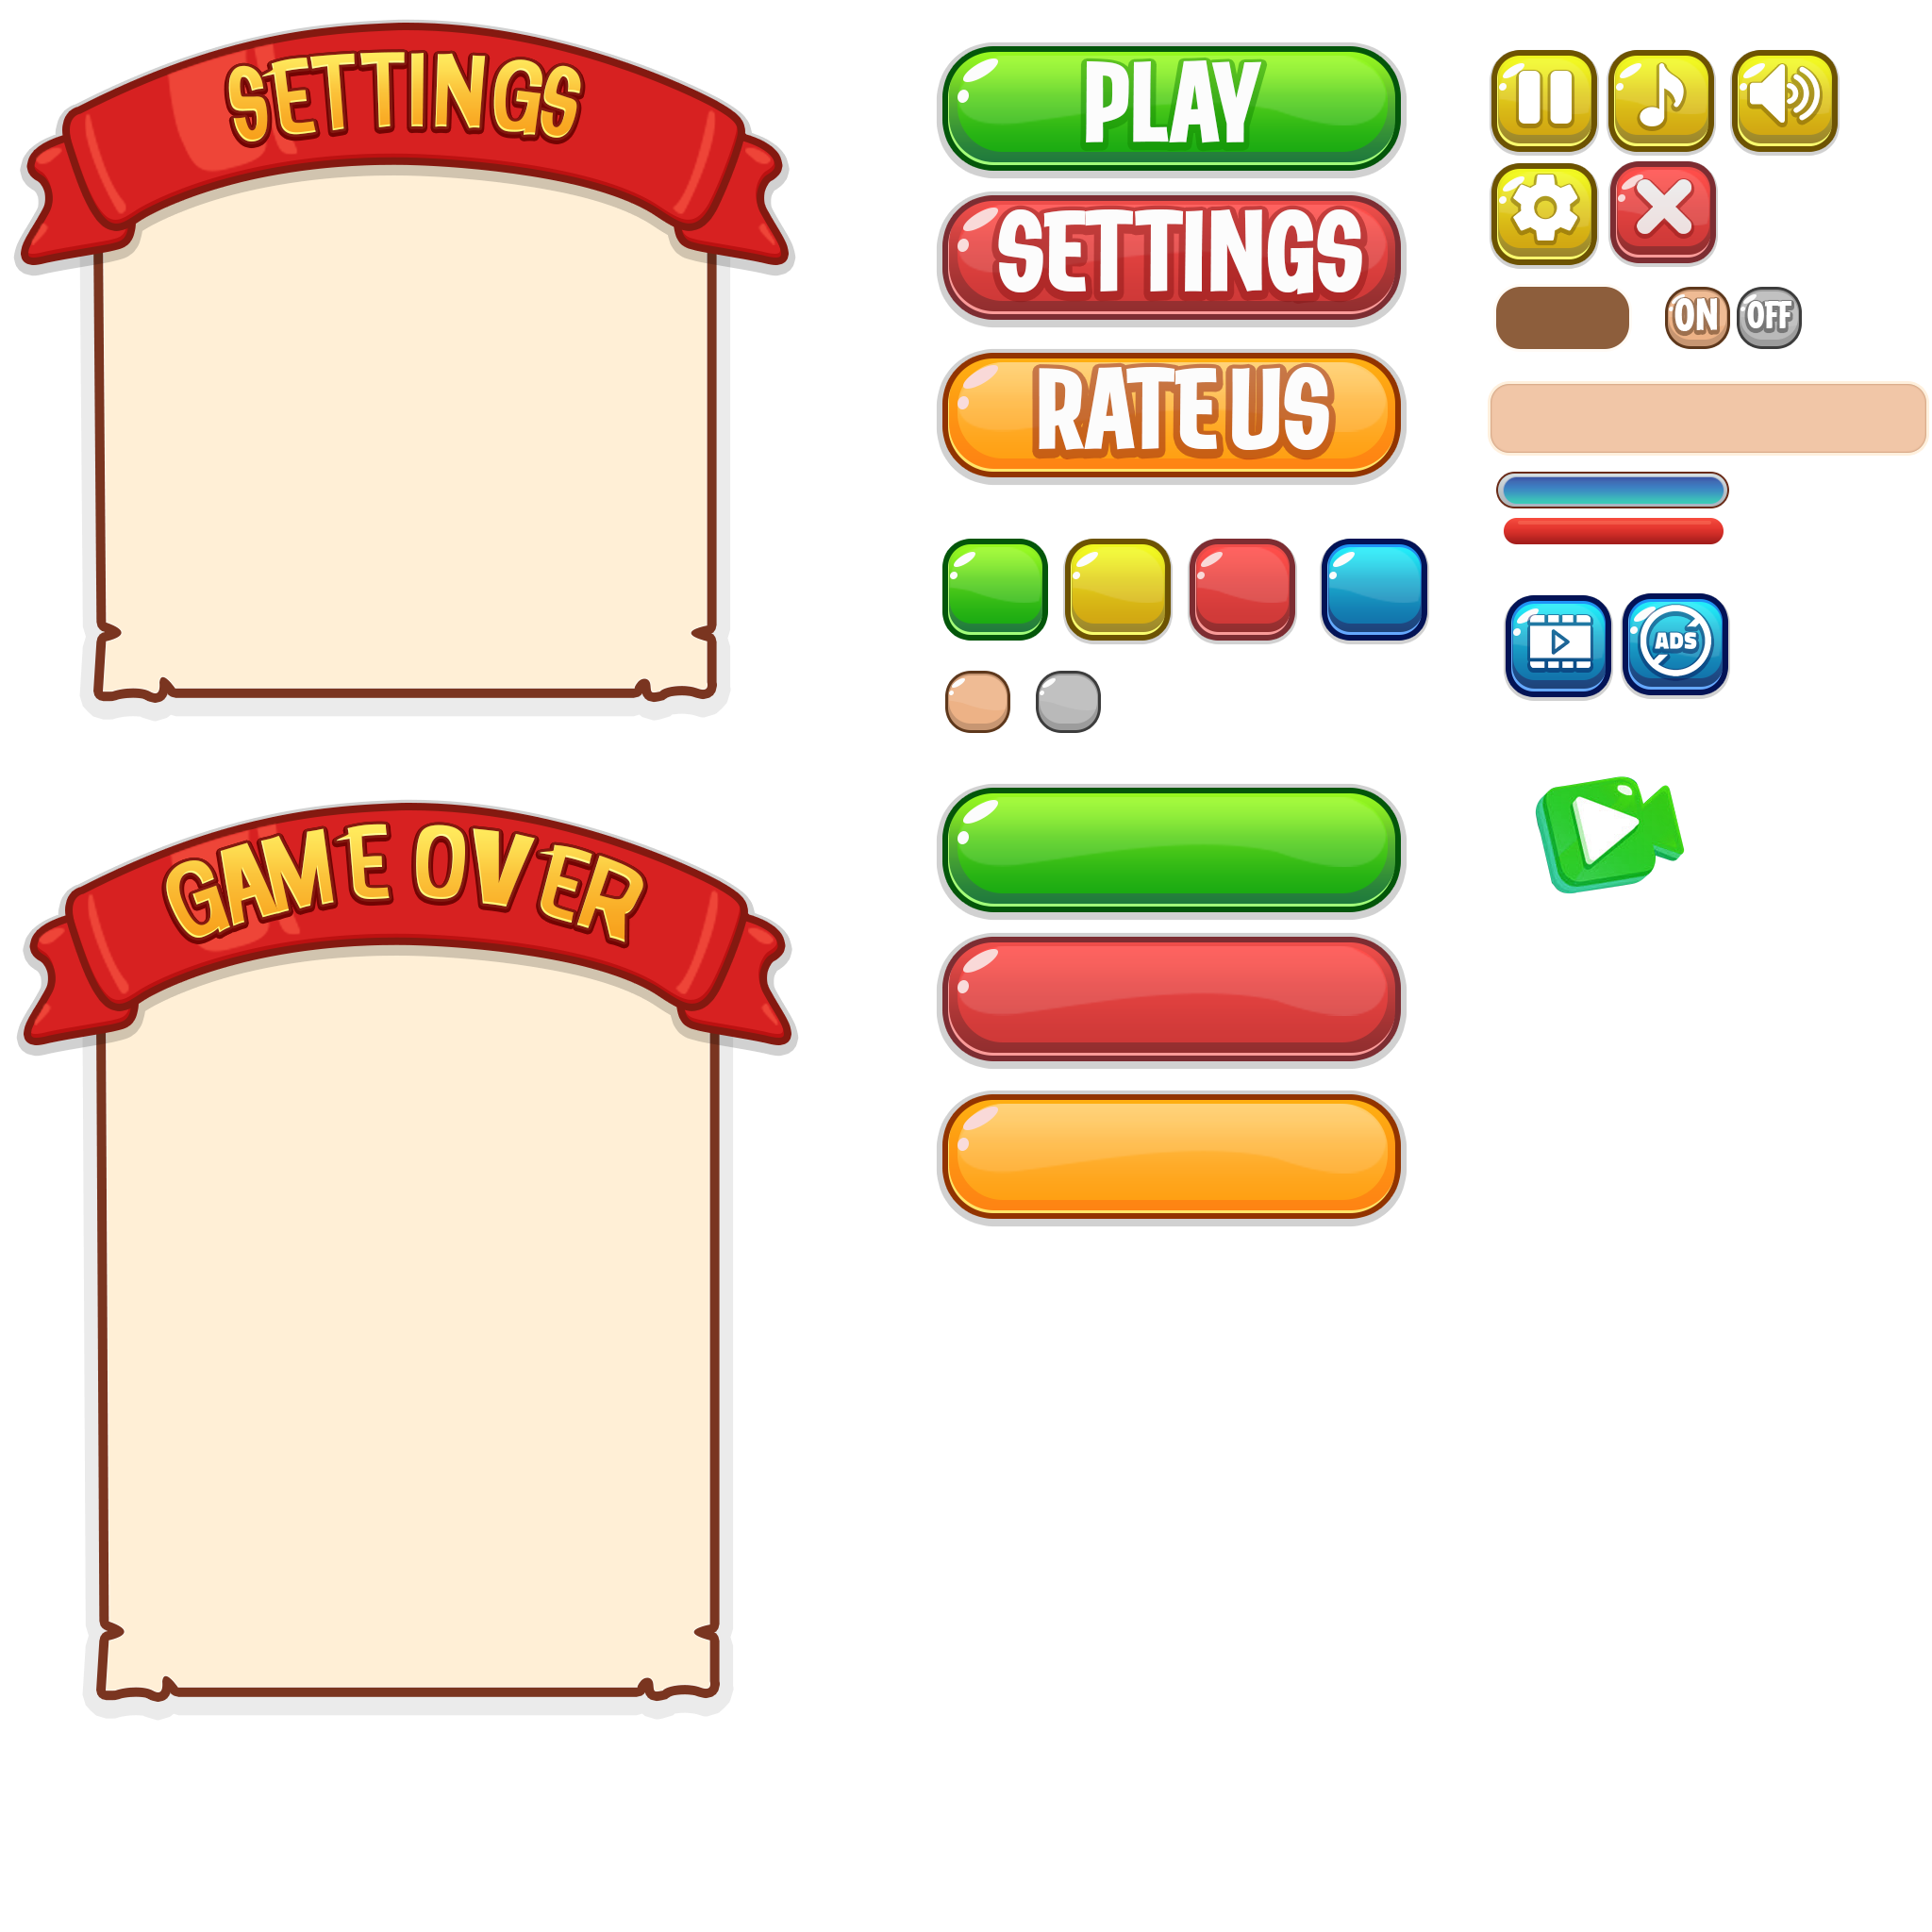 SETTINGS
PLAY
SETTINGS
RATE US
ON
OFF
ADS
GAME OVER